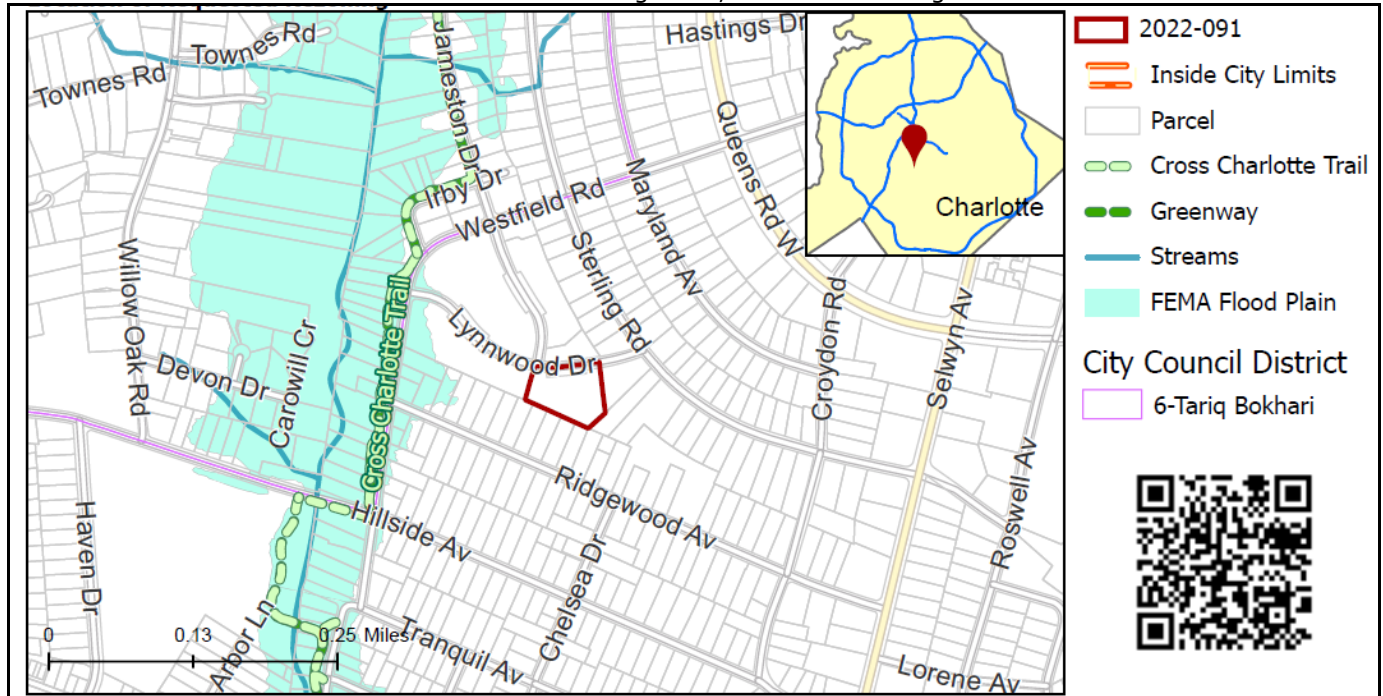 Townes Rd
Townes Rd
Jameston Dr
Hastings Dr
Queens Rd W
Irby Dr
Westfield Rd
Maryland Av
Sterling Rd
Willow Oak Rd
Devon Dr
Carowill Cr
Cross Charlotte Trail
Lynnwood Dr
Croydon Rd
Selwyn Av
Roswell Av
Ridgewood Av
Hillside Av
Haven Dr
Chelsea Dr
Arbor Ln
Tranquil Av
Lorene Av
0 0.13 0.25 Miles
Charlotte
2022-091
Inside City Limits
Parcel
Cross Charlotte Trail
Greenway
Streams
FEMA Flood Plain
City Council District
6-Tariq Bokhari